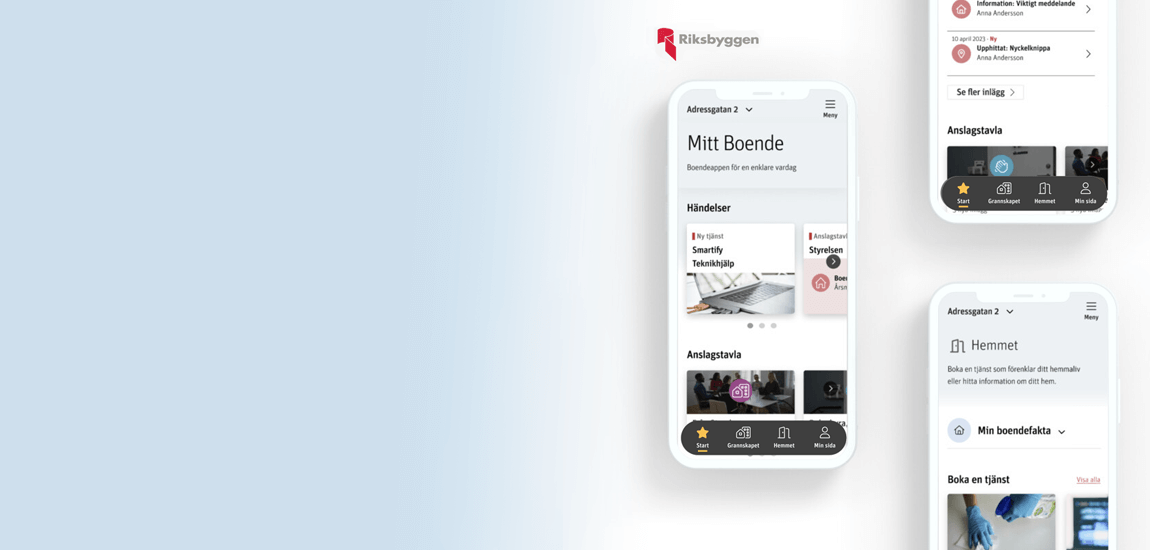 Riksbyggen
Adressgatan 2
Meny
Mitt Boende
Boendeappen för en enklare vardag
Händelser
Ny tjänst
Smartify
Teknikhjälp
Styrelsen
Anslagstavla
Start
Grannskapet
Hemmet
Min sida
Information: Viktigt meddelande
Anna Andersson
10 april 2023 - Ny
Upphittat: Nyckelknippa
Anna Andersson
Se fler inlägg
Anslagstavla
Start
Grannskapet
Hemmet
Min sida
Adressgatan 2
Meny
Hemmet
Boka en tjänst som förenklar ditt hemmaliv
eller hitta information om ditt hem.
Min boendefakta
Boka en tjänst
Visa alla